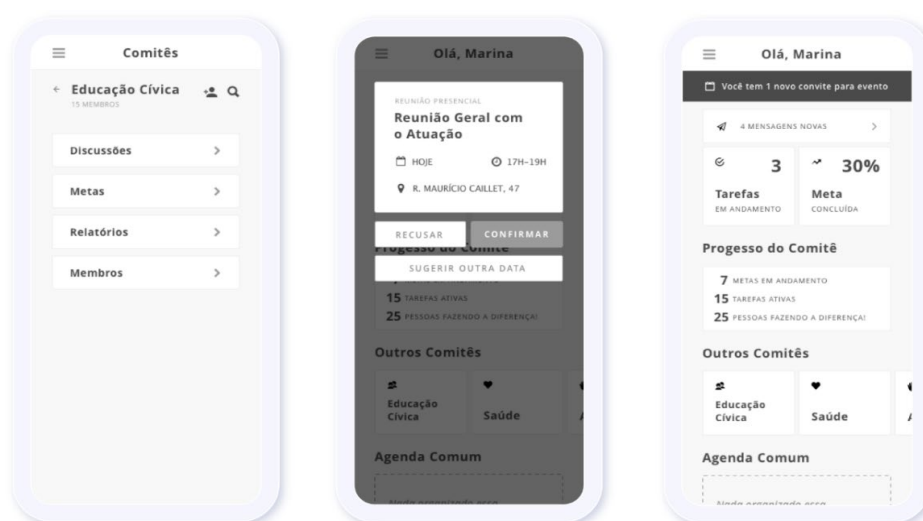 Comitês
Educação Cívica
15 MEMBROS
Discussões
Metas
Relatórios
Membros
Olá, Marina
REUNIÃO PRESENCIAL
Reunião Geral com
o Atuação
HOJE
17H–19H
R. MAURÍCIO CAILLET, 47
RECUSAR
CONFIRMAR
Progresso do Comitê
SUGERIR OUTRA DATA
15 TAREFAS ATIVAS
25 PESSOAS FAZENDO A DIFERENÇA!
Outros Comitês
Educação
Cívica
Saúde
Agenda Comum
Olá, Marina
Você tem 1 novo convite para evento
4 MENSAGENS NOVAS
3
30%
Tarefas
Meta
EM ANDAMENTO
CONCLUÍDA
Progresso do Comitê
7 METAS EM ANDAMENTO
15 TAREFAS ATIVAS
25 PESSOAS FAZENDO A DIFERENÇA!
Outros Comitês
Educação
Cívica
Saúde
Agenda Comum